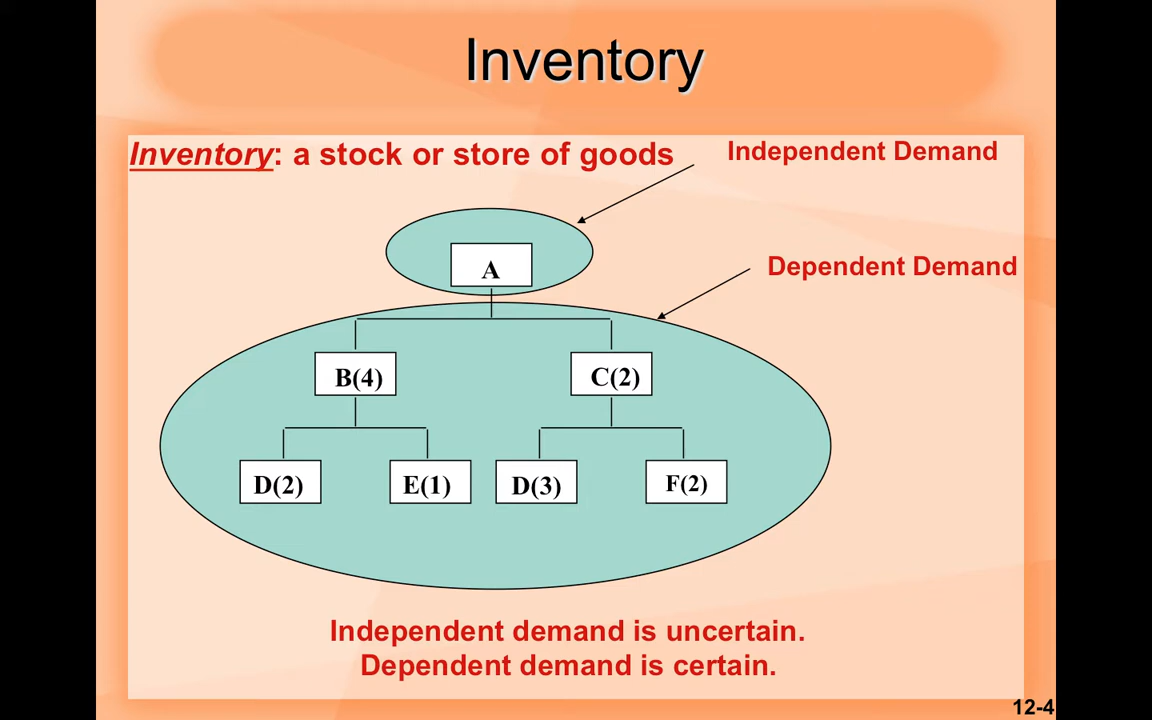 Inventory
Inventory: a stock or store of goods
Independent Demand
A
Dependent Demand
B(4)
C(2)
D(2)
E(1)
D(3)
F(2)
Independent demand is uncertain.
Dependent demand is certain.
12-4